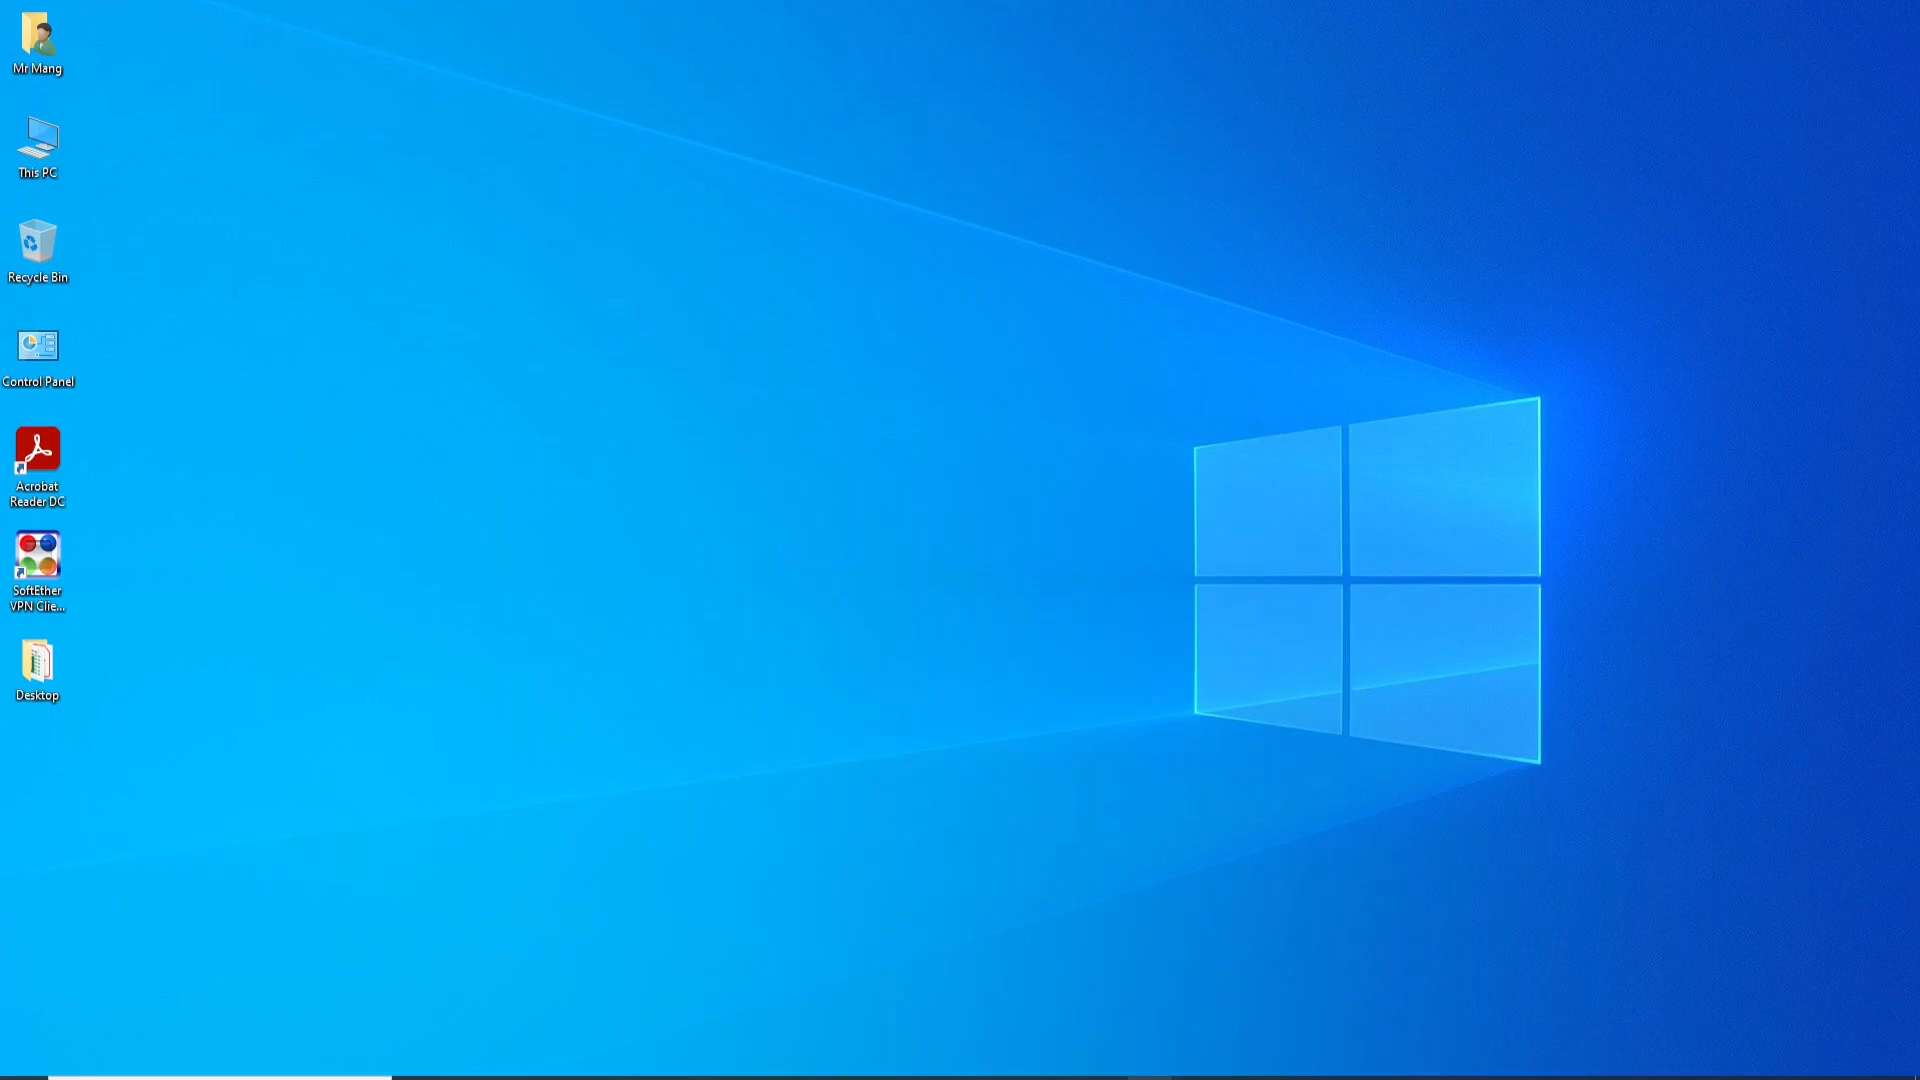 Mr Mang
This PC
Recycle Bin
Control Panel
Acrobat
Reader DC
SoftEther
VPN Clie...
Desktop